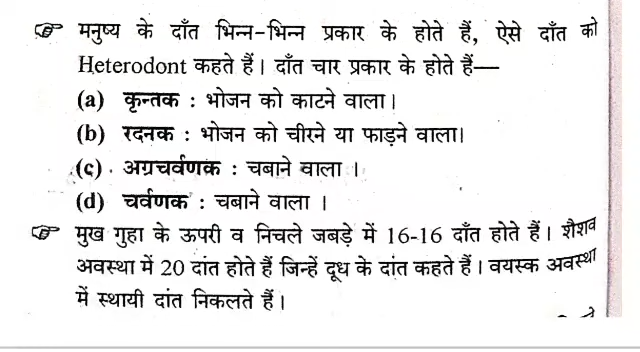 ☞ मनुष्य के दाँत भिन्न-भिन्न प्रकार के होते हैं, ऐसे दाँत को
Heterodont कहते हैं। दाँत चार प्रकार के होते हैं—
(a) कृन्तक : भोजन को काटने वाला।
(b) रदनक : भोजन को चीरने या फाड़ने वाला।
(c) अग्रचर्वणक : चबाने वाला ।
(d) चर्वणक : चबाने वाला ।
☞ मुख गुहा के ऊपरी व निचले जबड़े में 16-16 दाँत होते हैं। शैशव
अवस्था में 20 दांत होते हैं जिन्हें दूध के दांत कहते हैं। वयस्क अवस्था
में स्थायी दांत निकलते हैं।